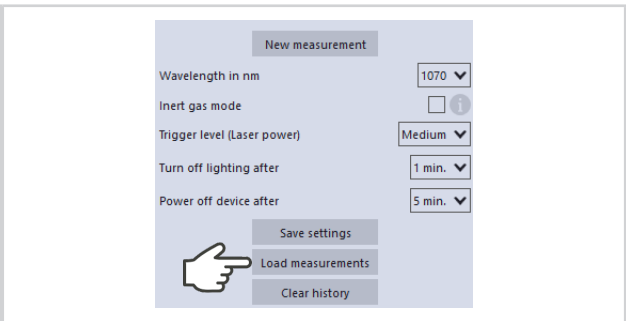 New measurement
Wavelength in nm 1070
Inert gas mode i
Trigger level (Laser power) Medium
Turn off lighting after 1 min.
Power off device after 5 min.
Save settings
Load measurements
Clear history